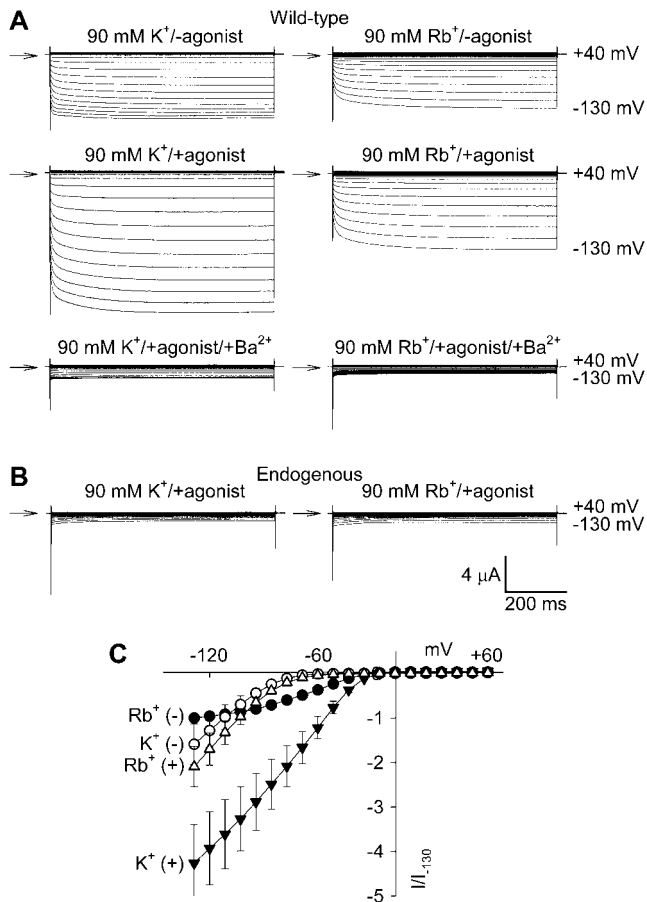 A
Wild-type
90 mM K⁺/-agonist
90 mM Rb⁺/-agonist
+40 mV
-130 mV
90 mM K⁺/+agonist
90 mM Rb⁺/+agonist
+40 mV
-130 mV
90 mM K⁺/+agonist/+Ba²⁺
90 mM Rb⁺/+agonist/+Ba²⁺
+40 mV
-130 mV
B
Endogenous
90 mM K⁺/+agonist
90 mM Rb⁺/+agonist
+40 mV
-130 mV
4 µA
200 ms
C
-120
-60
mV
+60
Rb⁺ (-)
K⁺ (-)
Rb⁺ (+)
K⁺ (+)
-1
-2
-3
-4
-5
I/I₋₁₃₀